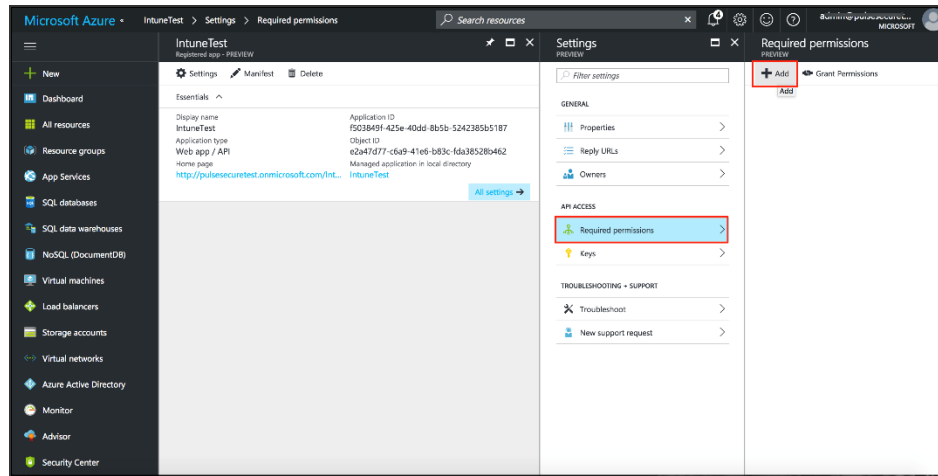 Microsoft Azure
IntuneTest > Settings > Required permissions
Search resources
MICROSOFT
New
Dashboard
All resources
Resource groups
App Services
SQL databases
SQL data warehouses
NoSQL (DocumentDB)
Virtual machines
Load balancers
Storage accounts
Virtual networks
Azure Active Directory
Monitor
Advisor
Security Center
IntuneTest
Registered app - PREVIEW
Settings Manifest Delete
Essentials
Display name
IntuneTest
Application type
Web app / API
Home page
http://pulsesecuretest.onmicrosoft.com/Int...
Application ID
f503849f-425e-40dd-8b5b-5242385b5187
Object ID
e2a47d77-c6a9-41e6-b83c-fda38528b462
Managed application in local directory
IntuneTest
All settings
Settings
PREVIEW
Filter settings
GENERAL
Properties
Reply URLs
Owners
API ACCESS
Required permissions
Keys
TROUBLESHOOTING + SUPPORT
Troubleshoot
New support request
Required permissions
PREVIEW
Add Grant Permissions
Add